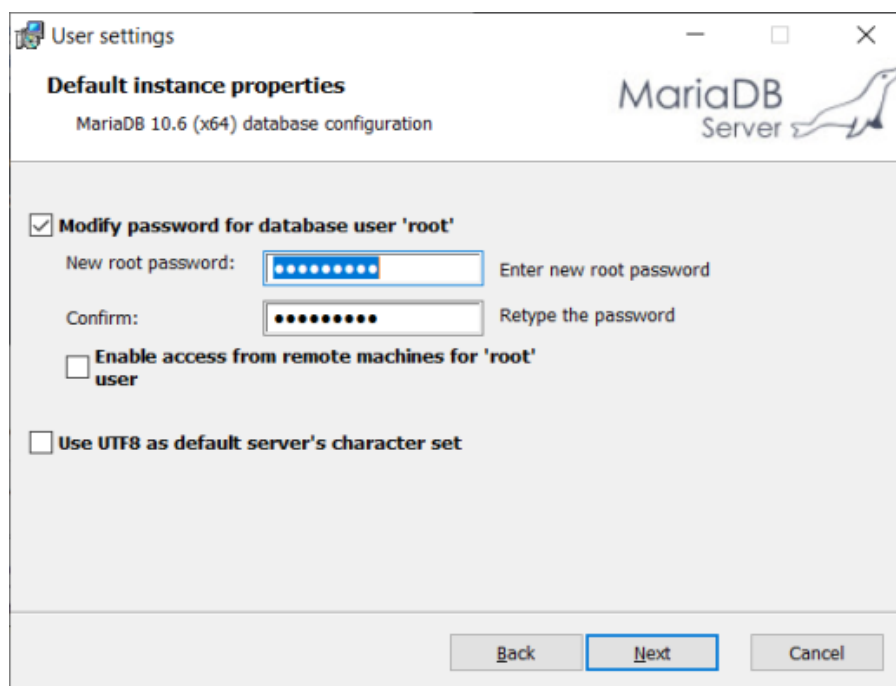 User settings
Default instance properties
MariaDB 10.6 (x64) database configuration
MariaDB
Server
Modify password for database user 'root'
New root password: ●●●●●●●●● Enter new root password
Confirm: ●●●●●●●●● Retype the password
Enable access from remote machines for 'root'
user
Use UTF8 as default server's character set
Back Next Cancel